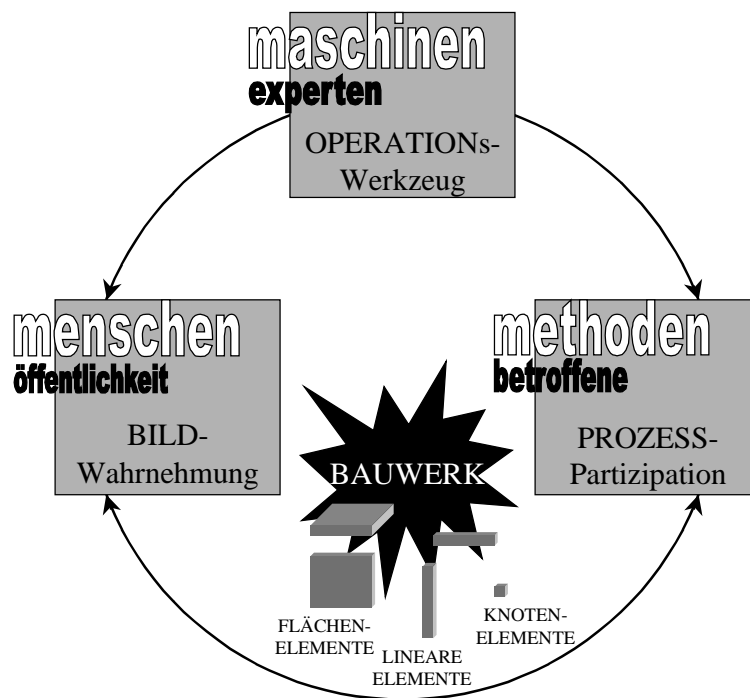 maschinen
experten
OPERATIONs-
Werkzeug
menschen
öffentlichkeit
BILD-
Wahrnehmung
methoden
betroffene
PROZESS-
Partizipation
BAUWERK
FLÄCHEN-
ELEMENTE
LINEARE
ELEMENTE
KNOTEN-
ELEMENTE